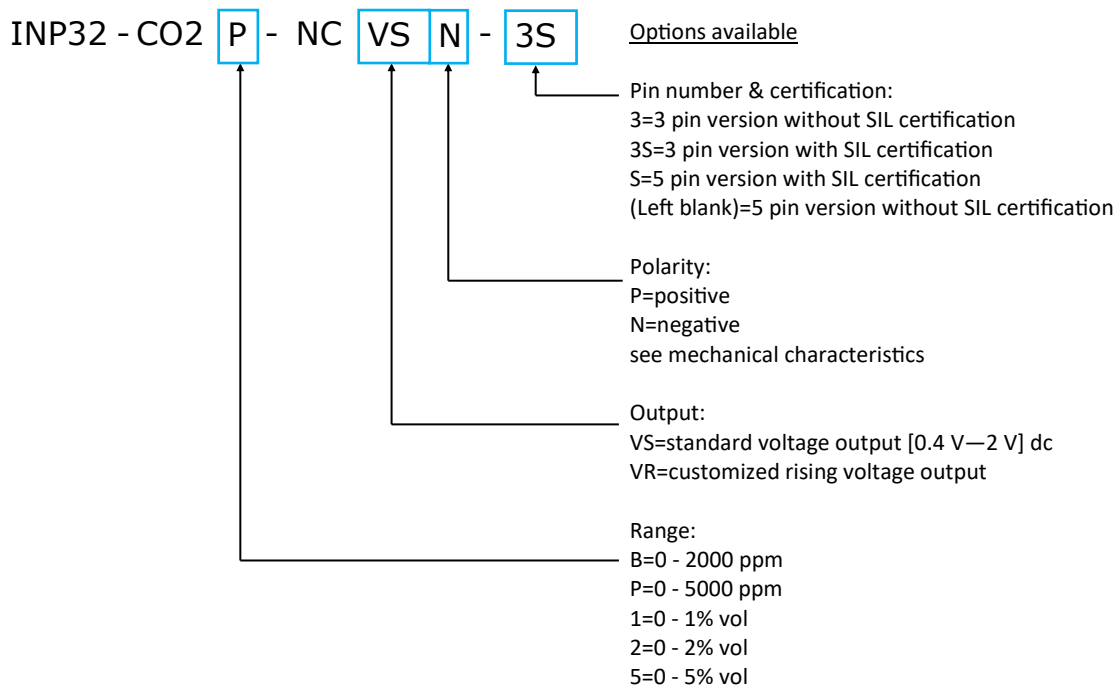 INP32 - CO2 P - NC VS N - 3S
Options available
Pin number & certification:
3=3 pin version without SIL certification
3S=3 pin version with SIL certification
S=5 pin version with SIL certification
(Left blank)=5 pin version without SIL certification
Polarity:
P=positive
N=negative
see mechanical characteristics
Output:
VS=standard voltage output [0.4 V—2 V] dc
VR=customized rising voltage output
Range:
B=0 - 2000 ppm
P=0 - 5000 ppm
1=0 - 1% vol
2=0 - 2% vol
5=0 - 5% vol